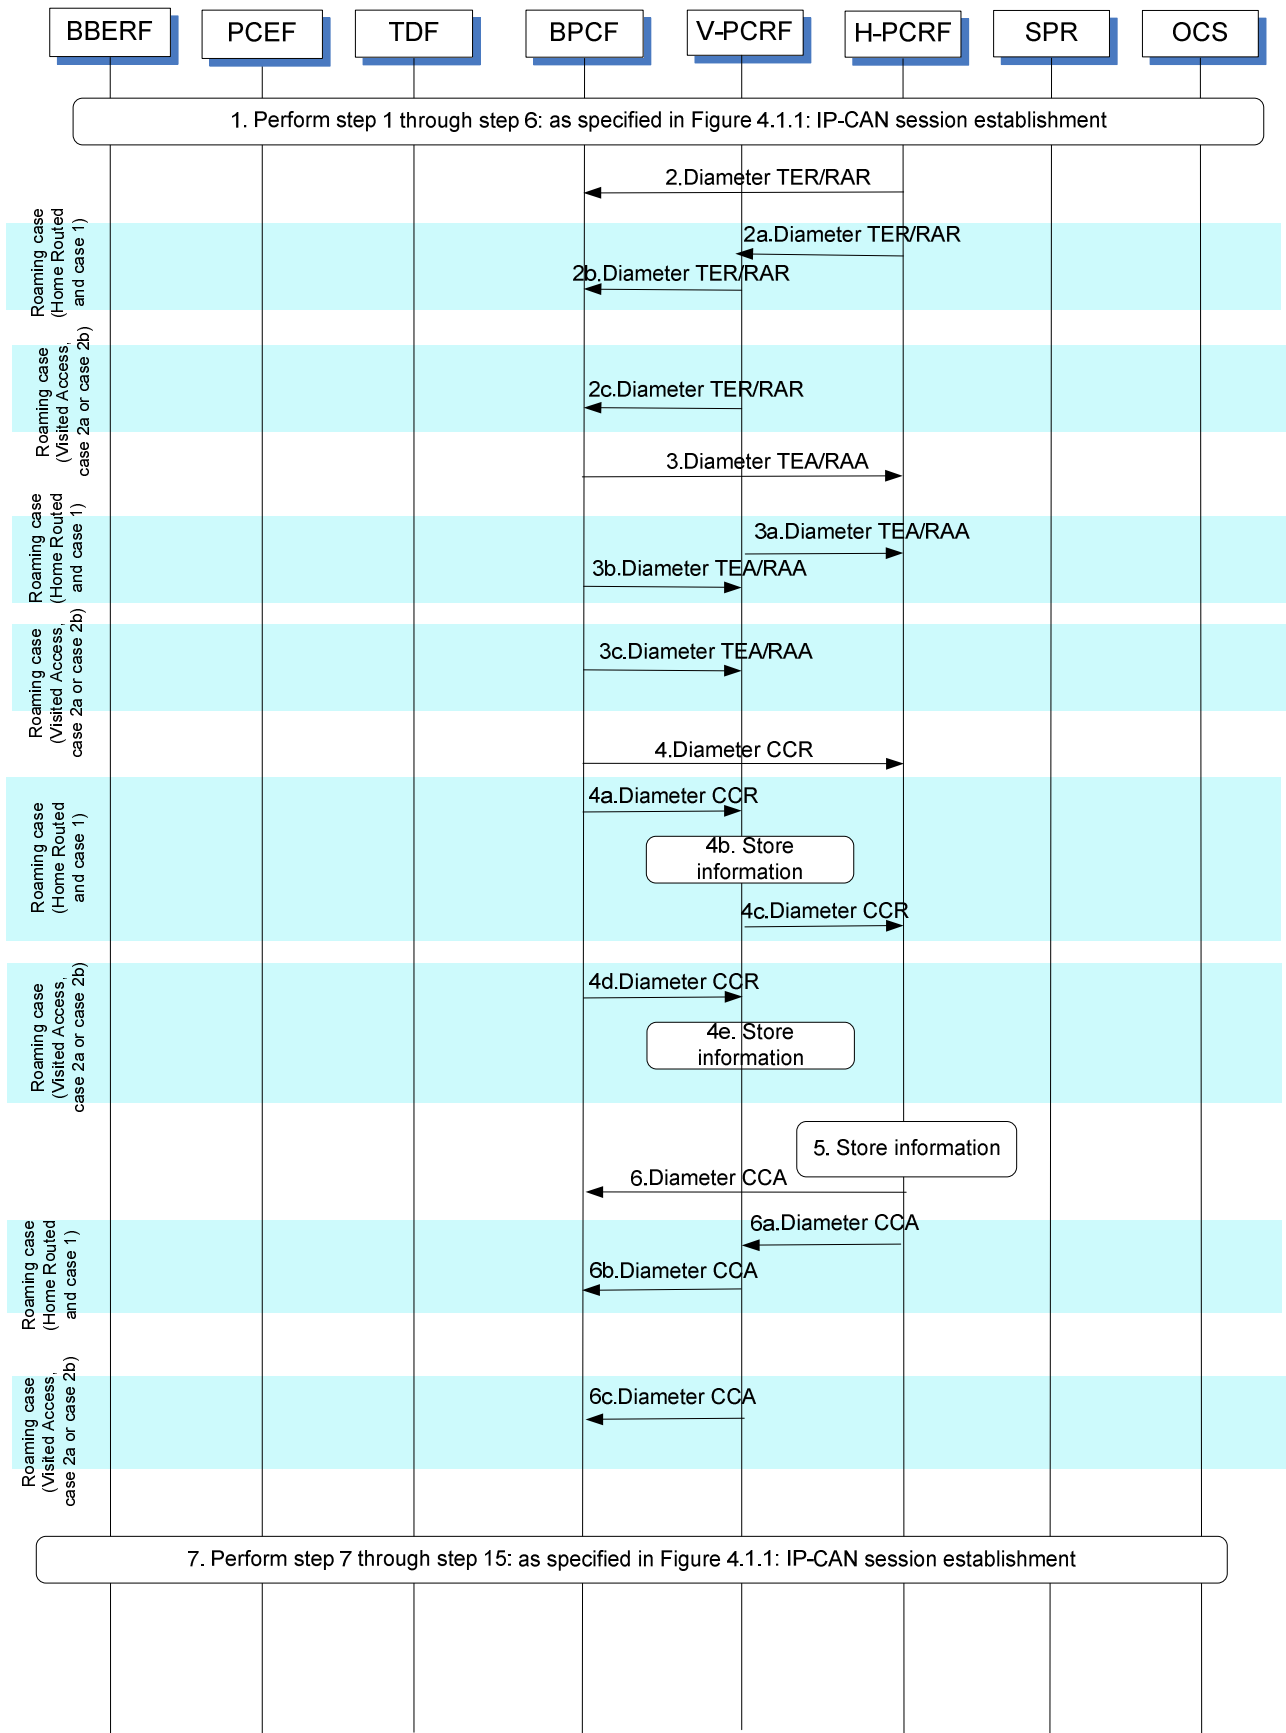 BBERF
PCEF
TDF
BPCF
V-PCRF
H-PCRF
SPR
OCS
1. Perform step 1 through step 6: as specified in Figure 4.1.1: IP-CAN session establishment
2.Diameter TER/RAR
Roaming case
(Home Routed
and case 1)
2a.Diameter TER/RAR
2b.Diameter TER/RAR
Roaming case
(Visited Access,
case 2a or case 2b)
2c.Diameter TER/RAR
3.Diameter TEA/RAA
Roaming case
(Home Routed
and case 1)
3a.Diameter TEA/RAA
3b.Diameter TEA/RAA
Roaming case
(Visited Access,
case 2a or case 2b)
3c.Diameter TEA/RAA
4.Diameter CCR
Roaming case
(Home Routed
and case 1)
4a.Diameter CCR
4b. Store
information
4c.Diameter CCR
Roaming case
(Visited Access,
case 2a or case 2b)
4d.Diameter CCR
4e. Store
information
5. Store information
6.Diameter CCA
Roaming case
(Home Routed
and case 1)
6a.Diameter CCA
6b.Diameter CCA
Roaming case
(Visited Access,
case 2a or case 2b)
6c.Diameter CCA
7. Perform step 7 through step 15: as specified in Figure 4.1.1: IP-CAN session establishment